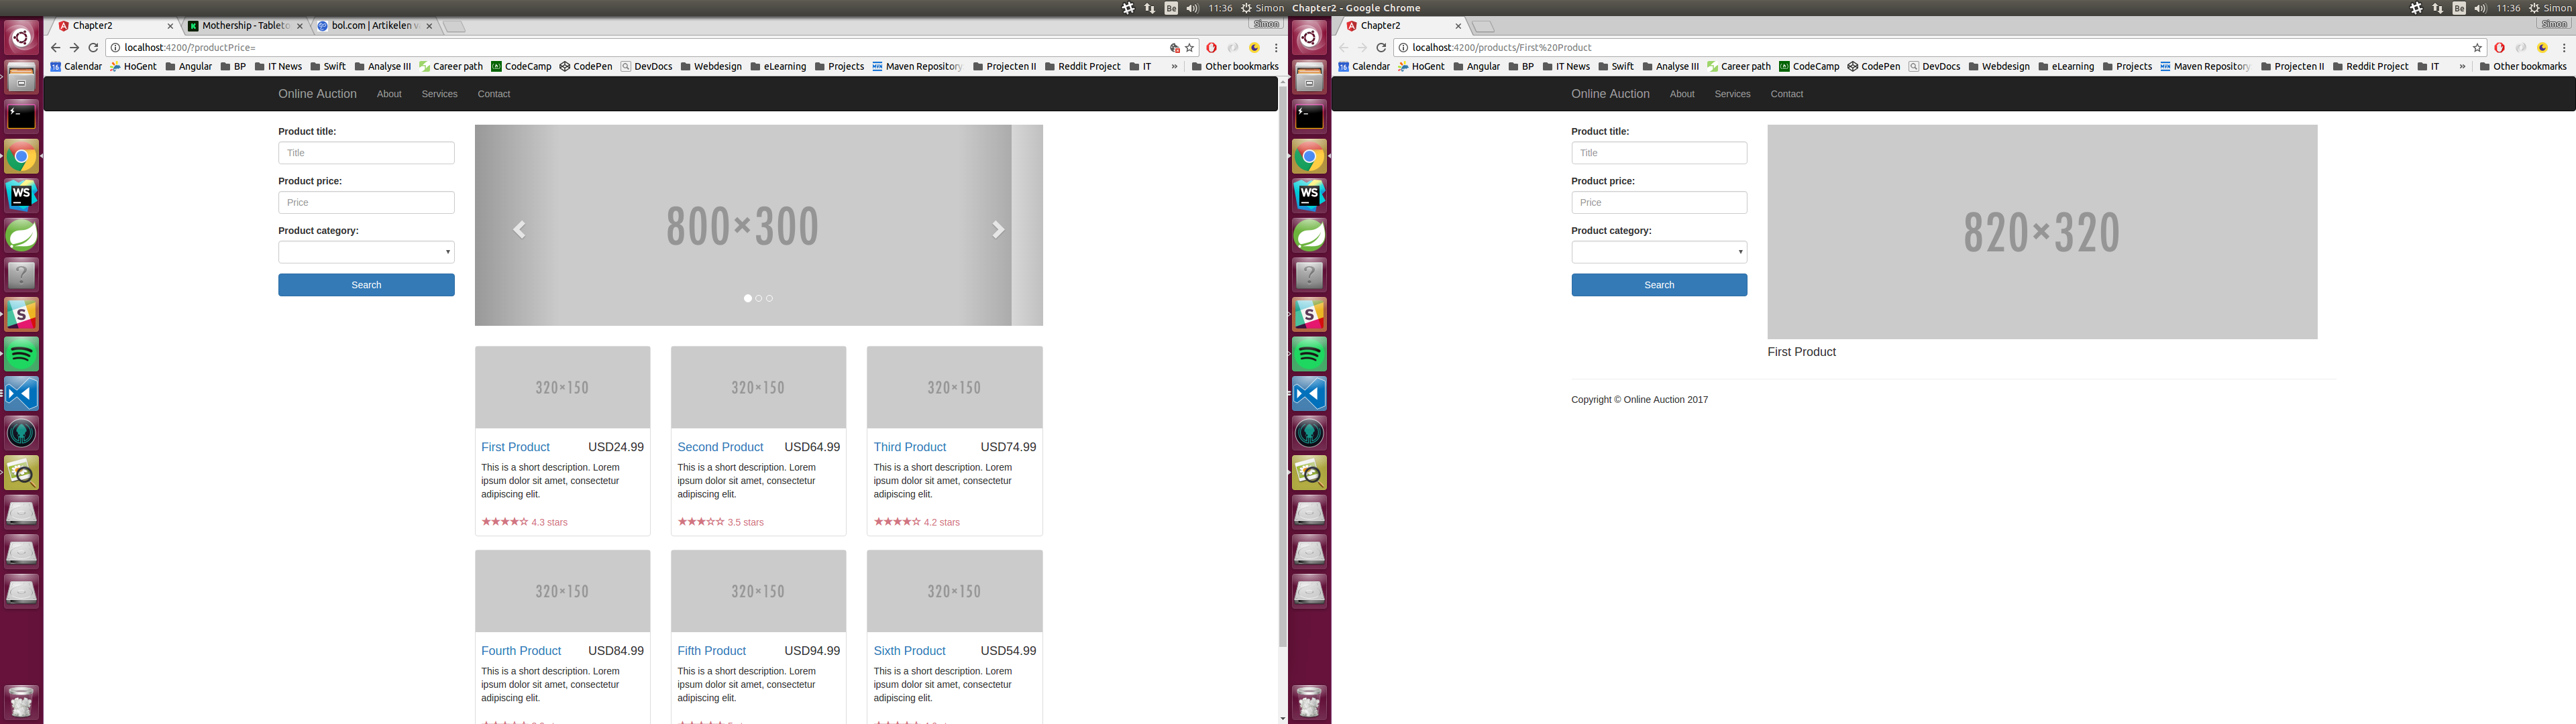 Be 11:36 Simon
Chapter2 Mothership - Tableto bol.com | Artikelen v Simon
localhost:4200/?productPrice=
Calendar HoGent Angular BP IT News Swift Analyse III Career path CodeCamp CodePen DevDocs Webdesign eLearning Projects Maven Repository Projecten II Reddit Project IT » Other bookmarks
Online Auction About Services Contact
Product title:
Title
Product price:
Price
Product category:
Search
800×300
320×150 320×150 320×150
First Product USD24.99 Second Product USD64.99 Third Product USD74.99
This is a short description. Lorem This is a short description. Lorem This is a short description. Lorem
ipsum dolor sit amet, consectetur ipsum dolor sit amet, consectetur ipsum dolor sit amet, consectetur
adipiscing elit. adipiscing elit. adipiscing elit.
4.3 stars 3.5 stars 4.2 stars
320×150 320×150 320×150
Fourth Product USD84.99 Fifth Product USD94.99 Sixth Product USD54.99
This is a short description. Lorem This is a short description. Lorem This is a short description. Lorem
ipsum dolor sit amet, consectetur ipsum dolor sit amet, consectetur ipsum dolor sit amet, consectetur
adipiscing elit. adipiscing elit. adipiscing elit.
Chapter2 - Google Chrome Be 11:36 Simon
Chapter2 Simon
localhost:4200/products/First%20Product
Calendar HoGent Angular BP IT News Swift Analyse III Career path CodeCamp CodePen DevDocs Webdesign eLearning Projects Maven Repository Projecten II Reddit Project IT » Other bookmarks
Online Auction About Services Contact
Product title:
Title
Product price:
Price
Product category:
Search
820×320
First Product
Copyright © Online Auction 2017